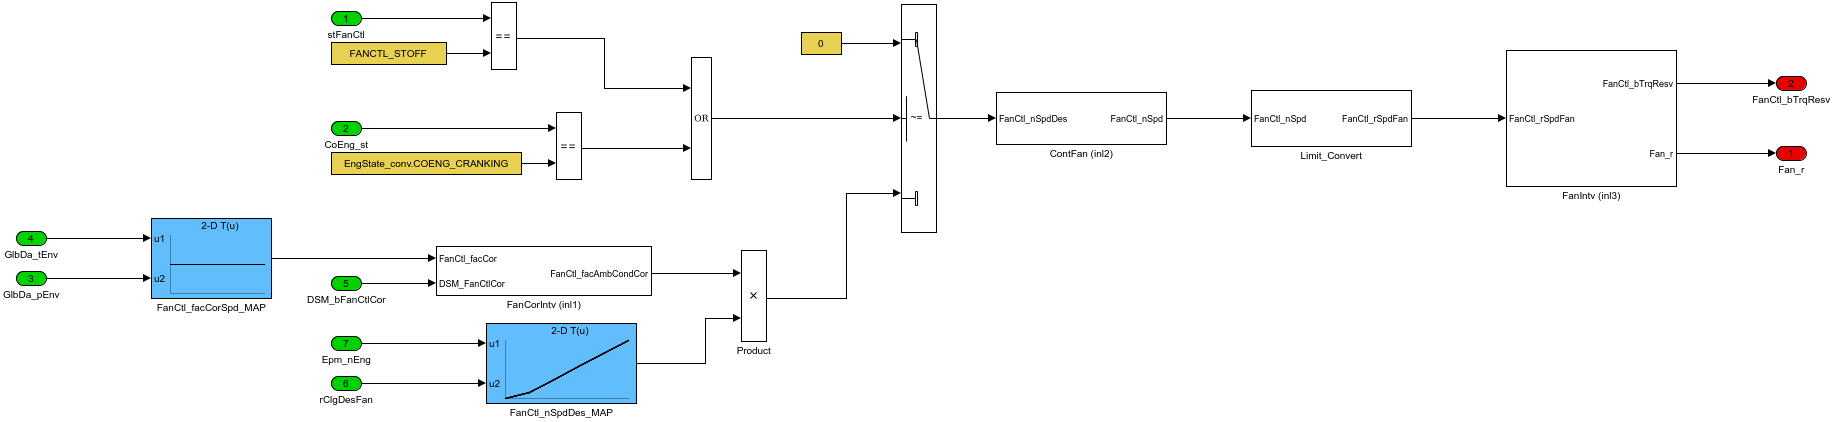 1
stFanCtl
FANCTL_STOFF
==
2
CoEng_st
EngState_conv.COENG_CRANKING
==
OR
0
~=
FanCtl_nSpdDes
FanCtl_nSpd
ContFan (inl2)
FanCtl_nSpd
FanCtl_rSpdFan
Limit_Convert
FanCtl_rSpdFan
FanCtl_bTrqResv
Fan_r
FanIntv (inl3)
2
FanCtl_bTrqResv
1
Fan_r
4
GlbDa_tEnv
3
GlbDa_pEnv
2-D T(u)
u1
u2
FanCtl_facCorSpd_MAP
5
DSM_bFanCtlCor
FanCtl_facCor
DSM_FanCtlCor
FanCtl_facAmbCondCor
FanCorIntv (inl1)
7
Epm_nEng
6
rClgDesFan
2-D T(u)
u1
u2
FanCtl_nSpdDes_MAP
×
Product